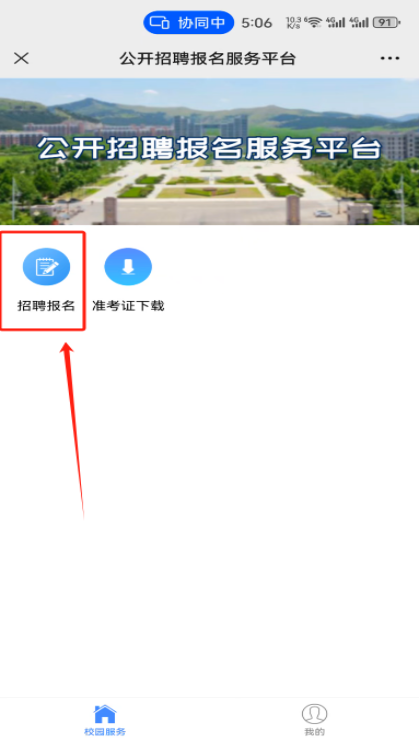 协同中 5:06 10.3 K/s 6 4G 4G 91
公开招聘报名服务平台
公开招聘报名服务平台
招聘报名 准考证下载
校园服务 我的